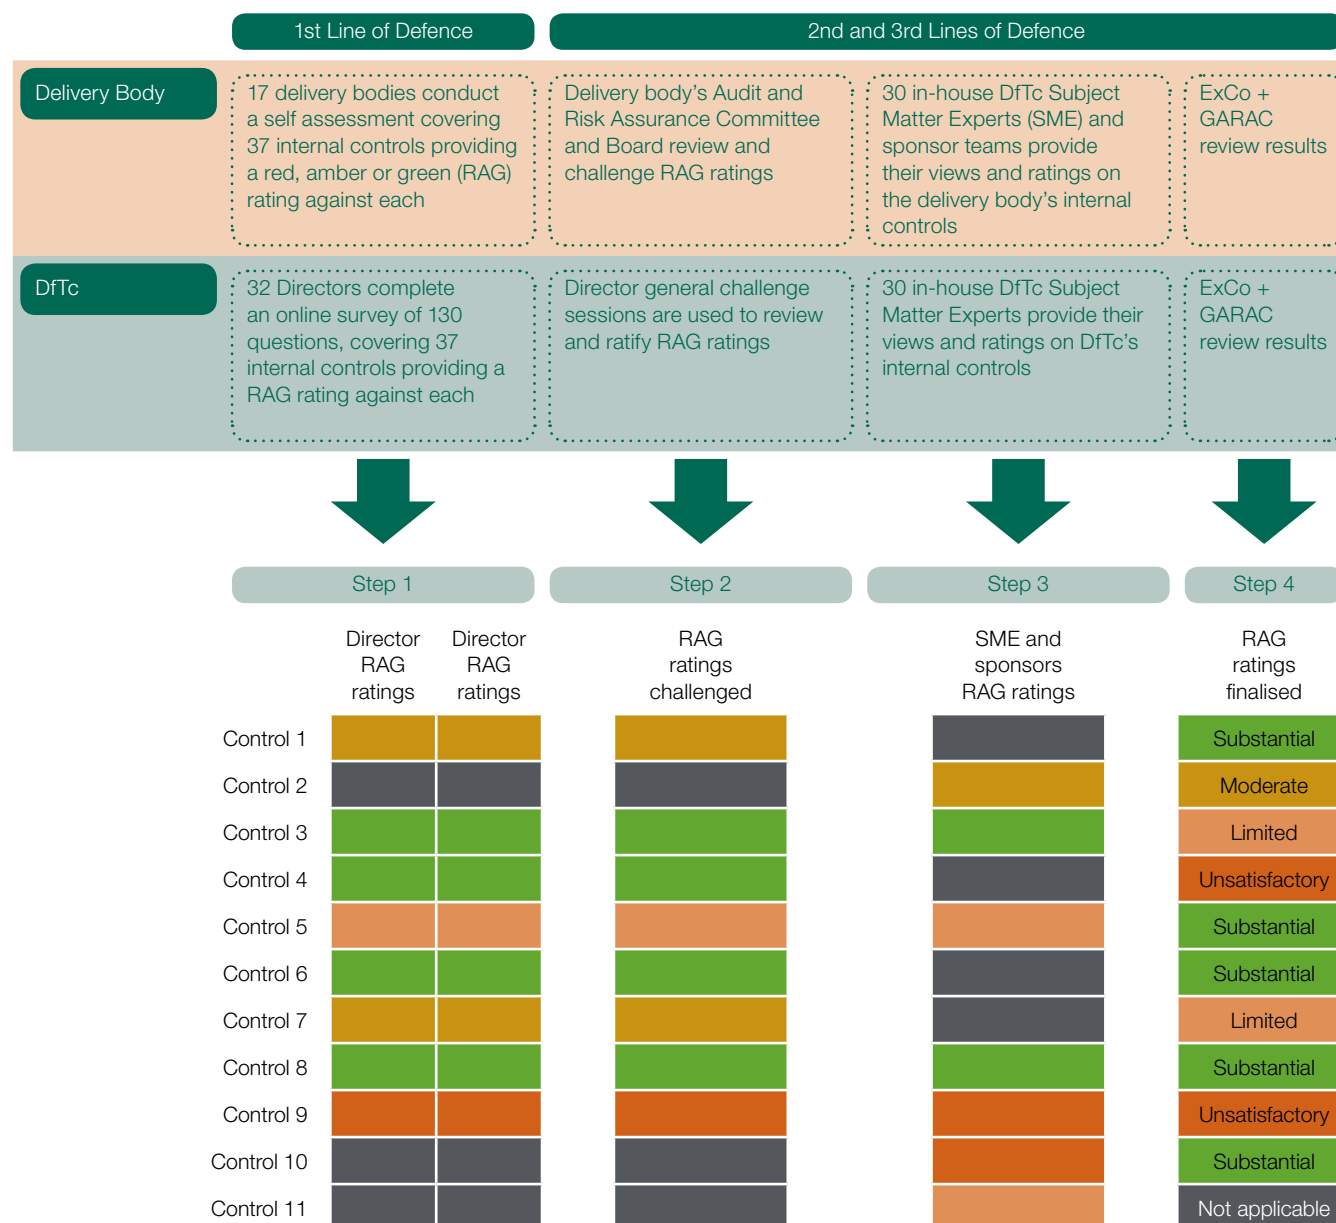 1st Line of Defence
2nd and 3rd Lines of Defence
Delivery Body
17 delivery bodies conduct
a self assessment covering
37 internal controls providing
a red, amber or green (RAG)
rating against each
Delivery body's Audit and
Risk Assurance Committee
and Board review and
challenge RAG ratings
30 in-house DfTc Subject
Matter Experts (SME) and
sponsor teams provide
their views and ratings on
the delivery body's internal
controls
ExCo +
GARAC
review results
DfTc
32 Directors complete
an online survey of 130
questions, covering 37
internal controls providing a
RAG rating against each
Director general challenge
sessions are used to review
and ratify RAG ratings
30 in-house DfTc Subject
Matter Experts provide their
views and ratings on DfTc's
internal controls
ExCo +
GARAC
review results
Step 1
Step 2
Step 3
Step 4
Director
RAG
ratings
Director
RAG
ratings
RAG
ratings
challenged
SME and
sponsors
RAG ratings
RAG
ratings
finalised
Control 1
Substantial
Control 2
Moderate
Control 3
Limited
Control 4
Unsatisfactory
Control 5
Substantial
Control 6
Substantial
Control 7
Limited
Control 8
Substantial
Control 9
Unsatisfactory
Control 10
Substantial
Control 11
Not applicable